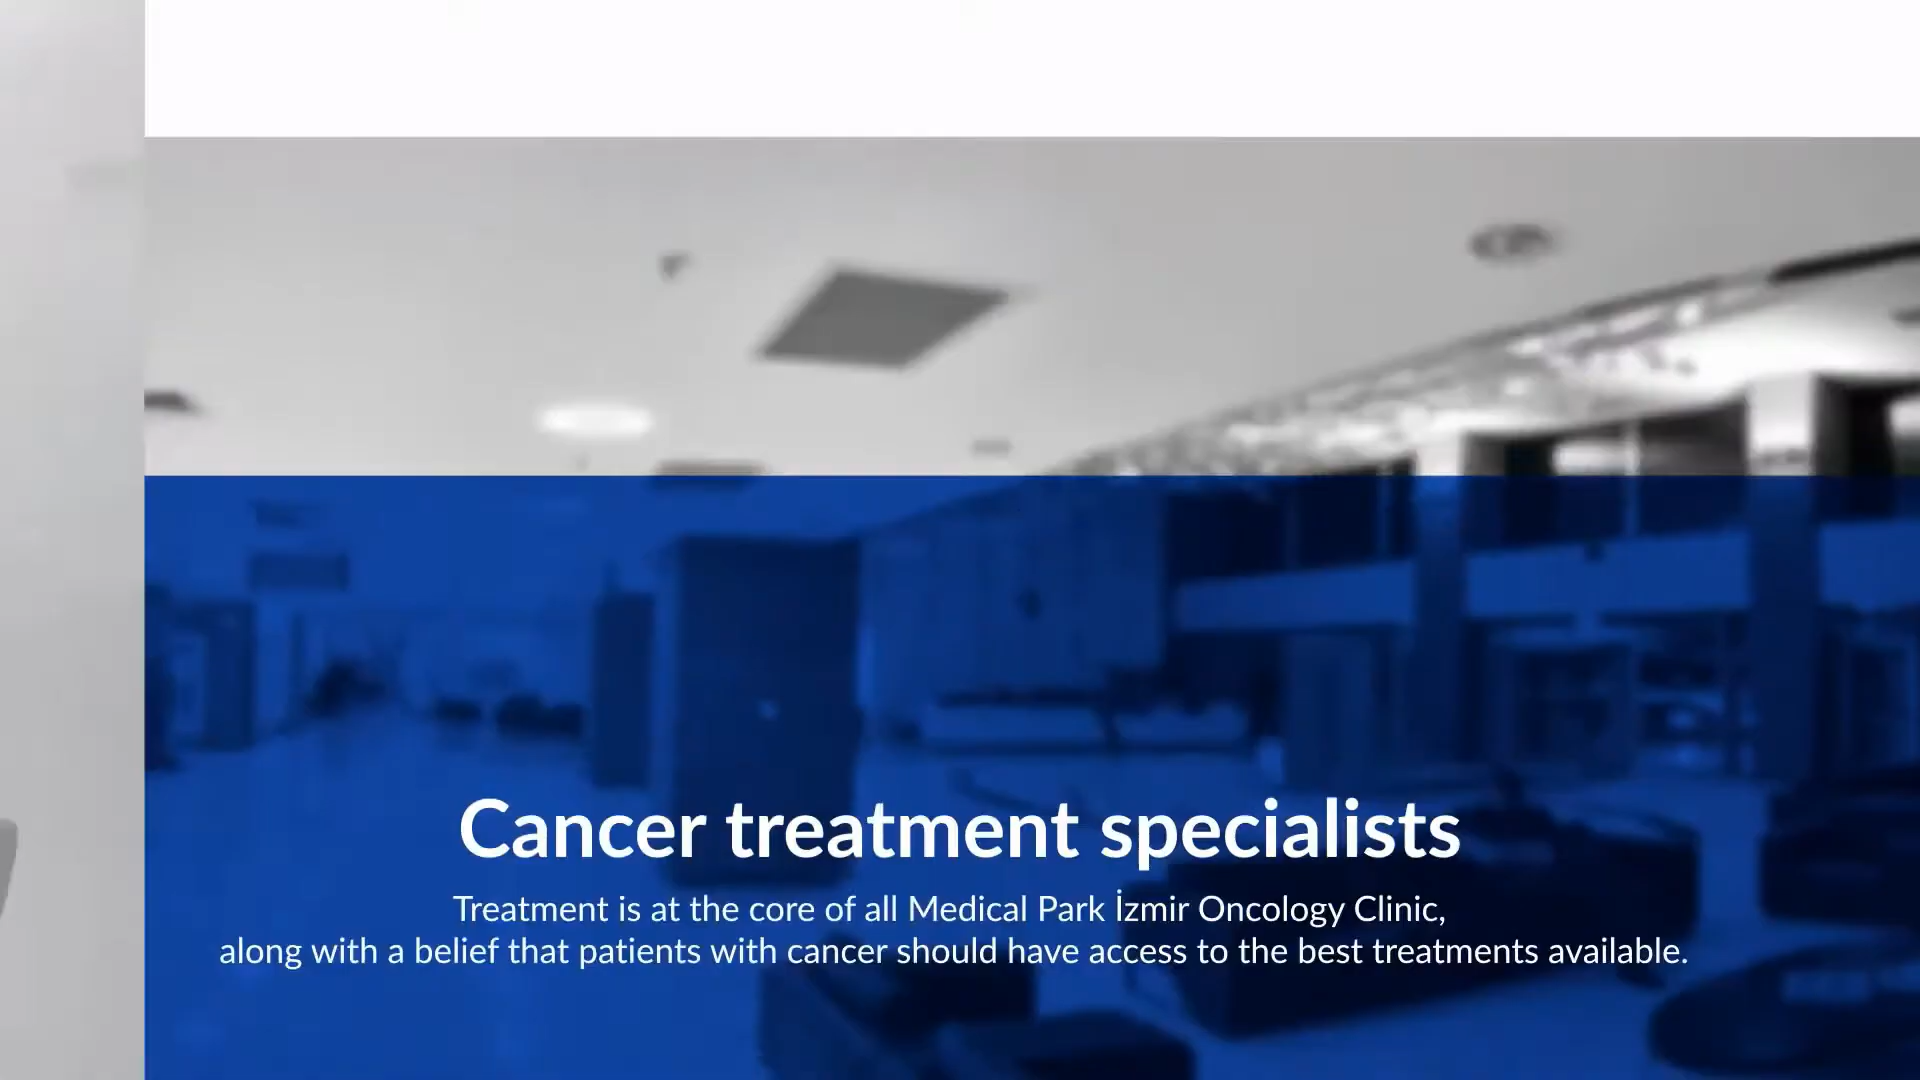 Cancer treatment specialists
Treatment is at the core of all Medical Park İzmir Oncology Clinic,
along with a belief that patients with cancer should have access to the best treatments available.